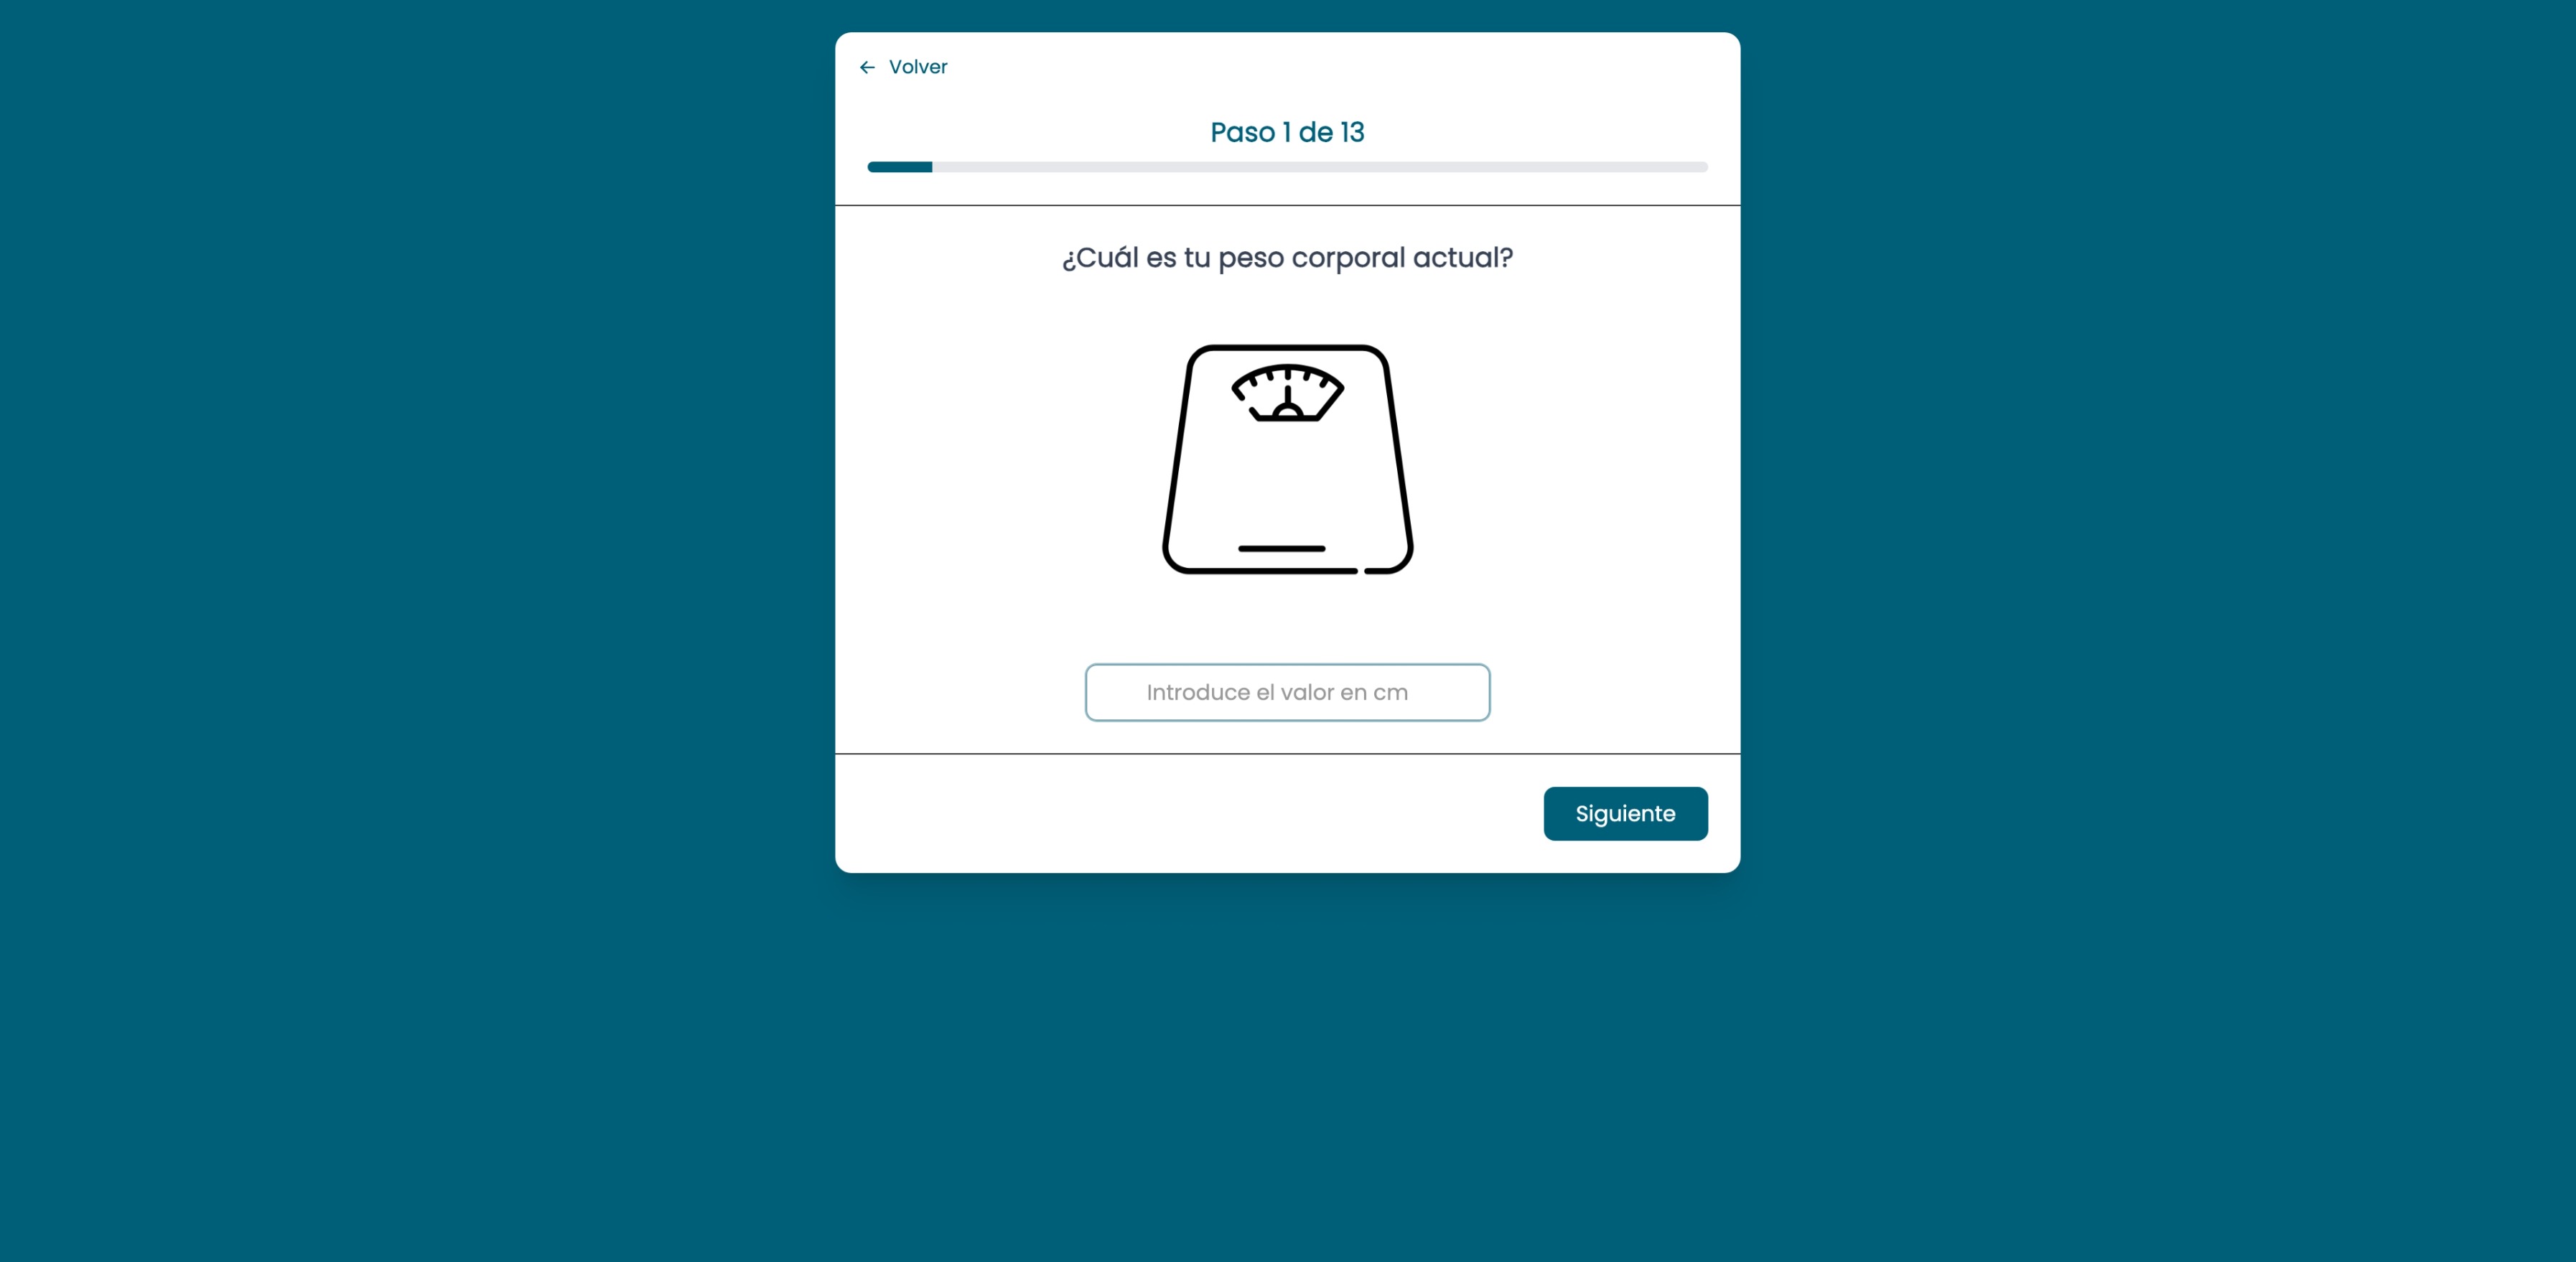 Volver
Paso 1 de 13
¿Cuál es tu peso corporal actual?
Introduce el valor en cm
Siguiente